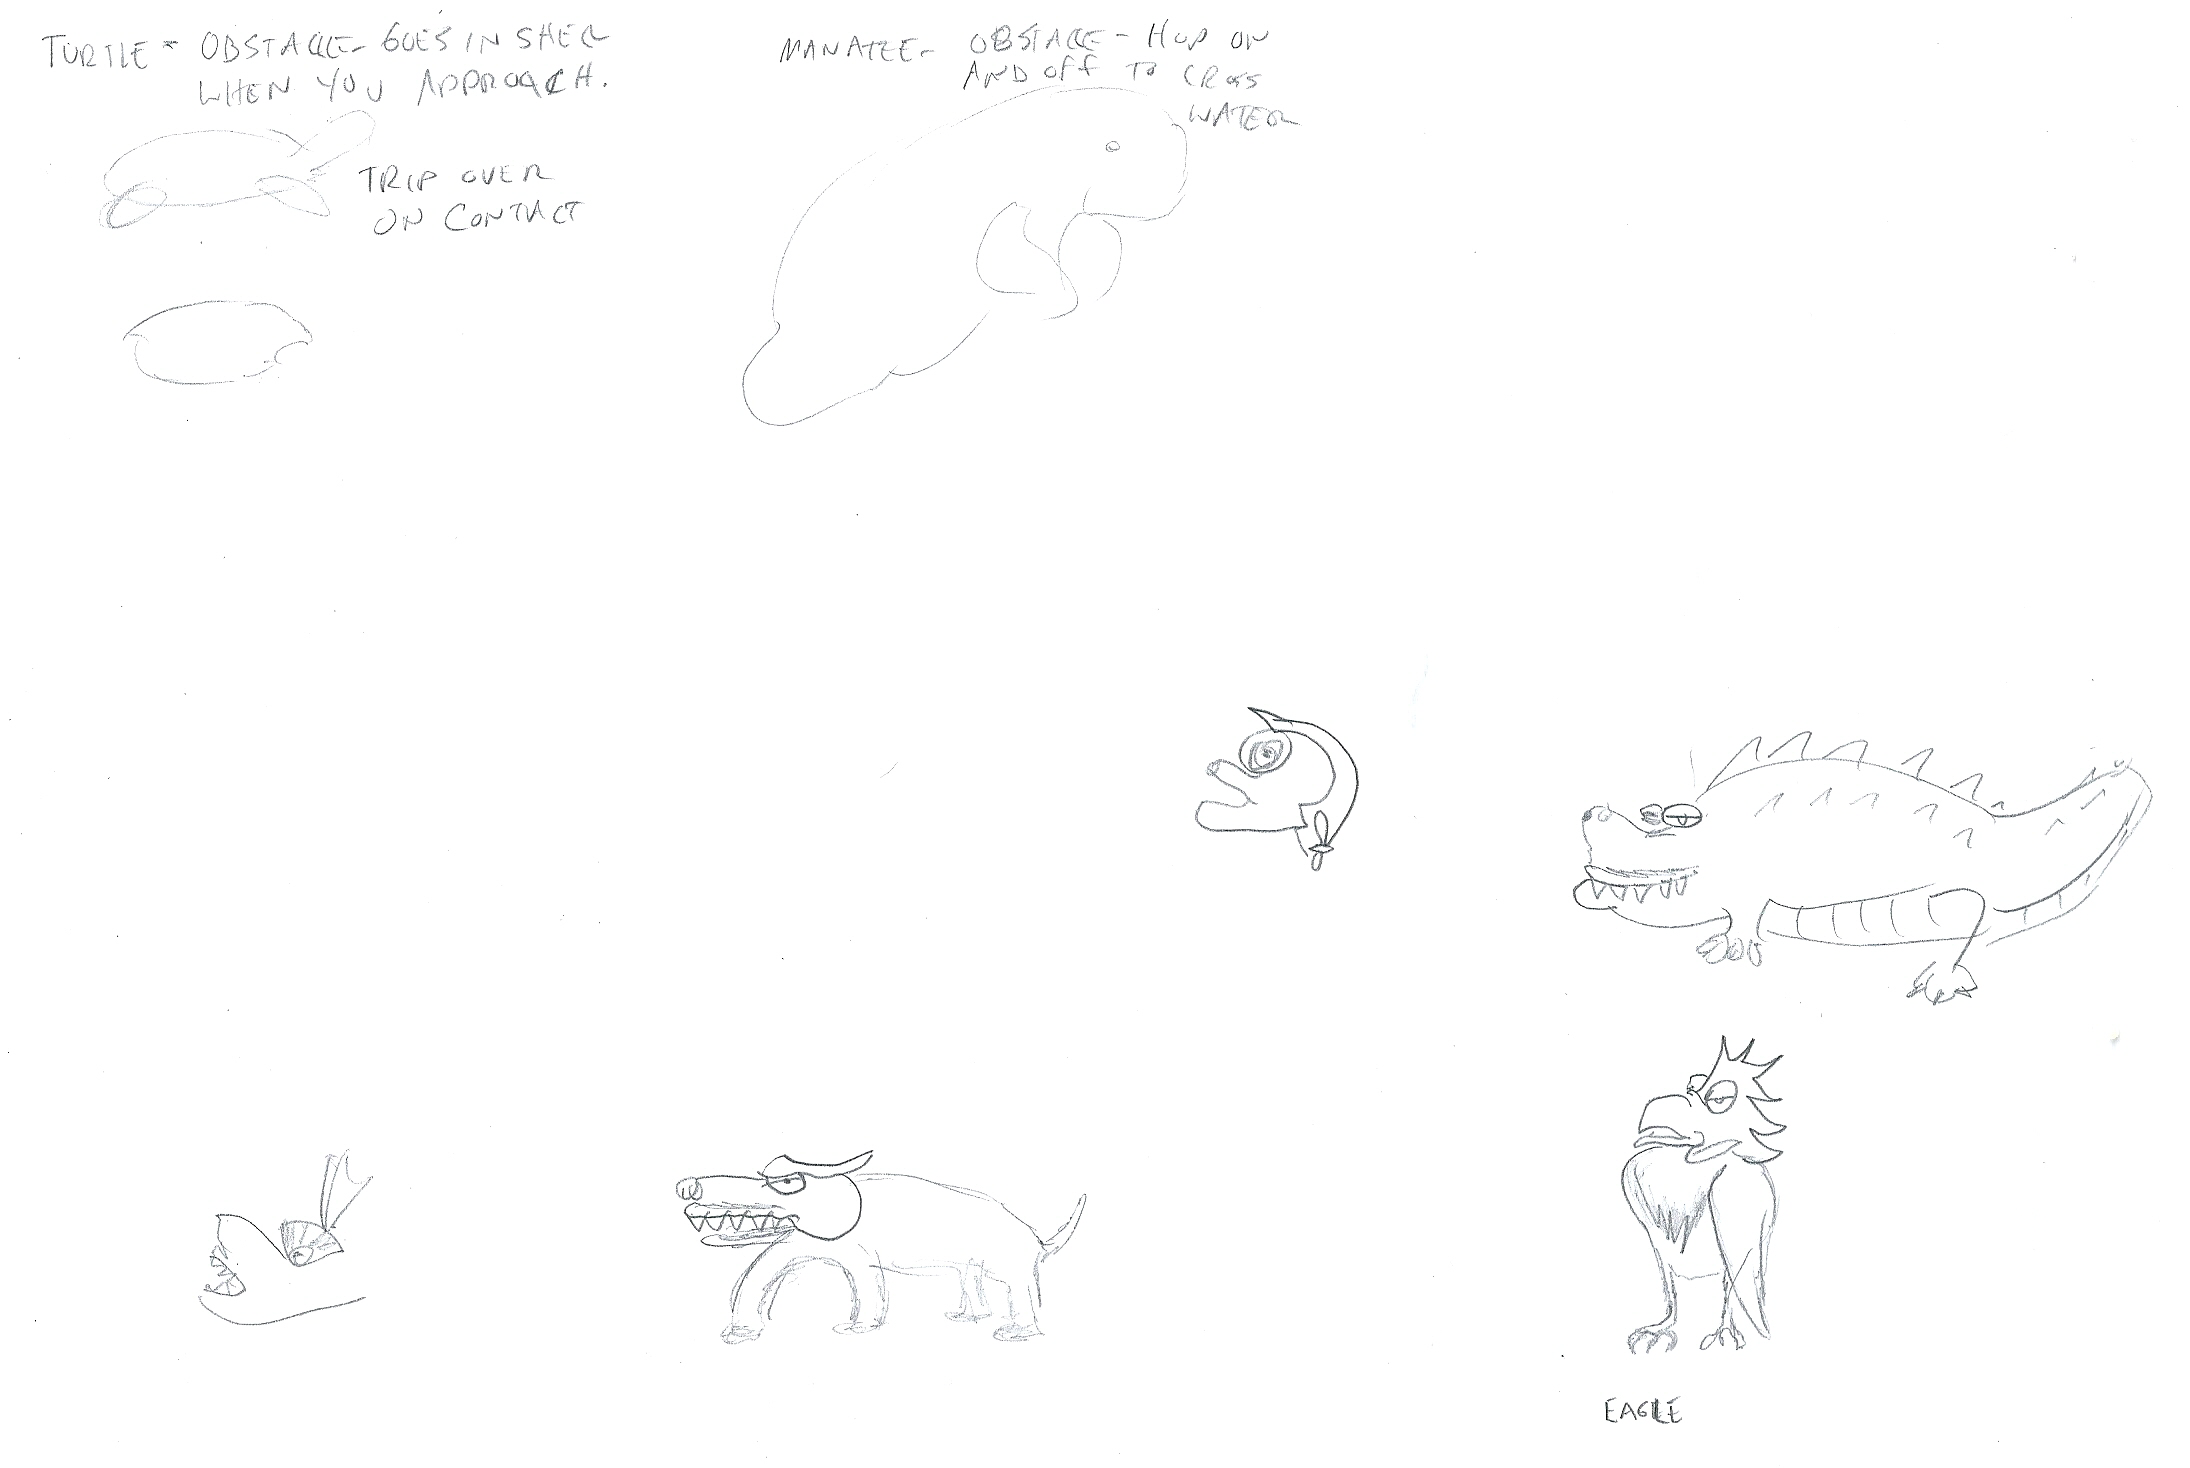 TURTLE - OBSTACLE - GOES IN SHELL
WHEN YOU APPROACH.
TRIP OVER
ON CONTACT
MANATEE - OBSTACLE - HOP ON
AND OFF TO CROSS
WATER
EAGLE